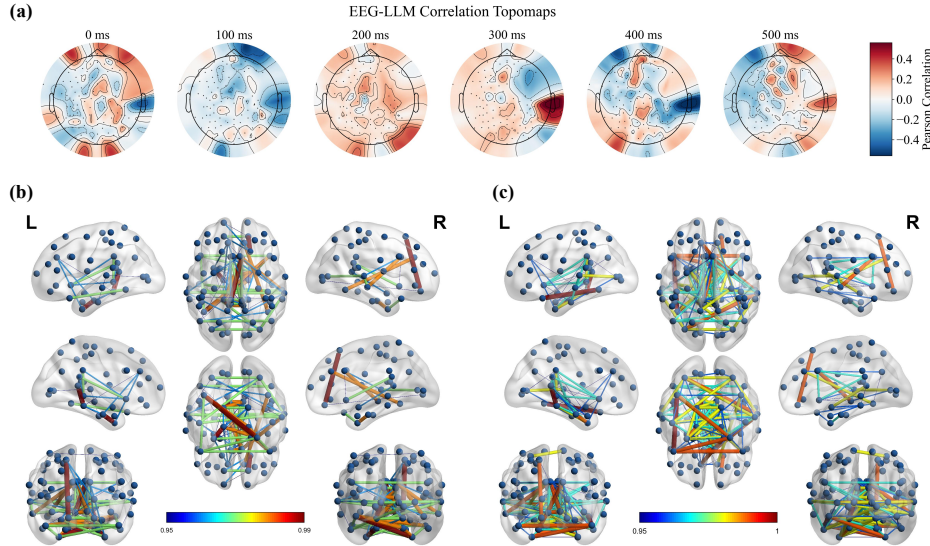 (a)
EEG-LLM Correlation Topomaps
0 ms 100 ms 200 ms 300 ms 400 ms 500 ms
0.4
0.2
0.0
−0.2
−0.4
Pearson Correlation
(b) (c)
L R L R
0.95 0.99 0.95 1